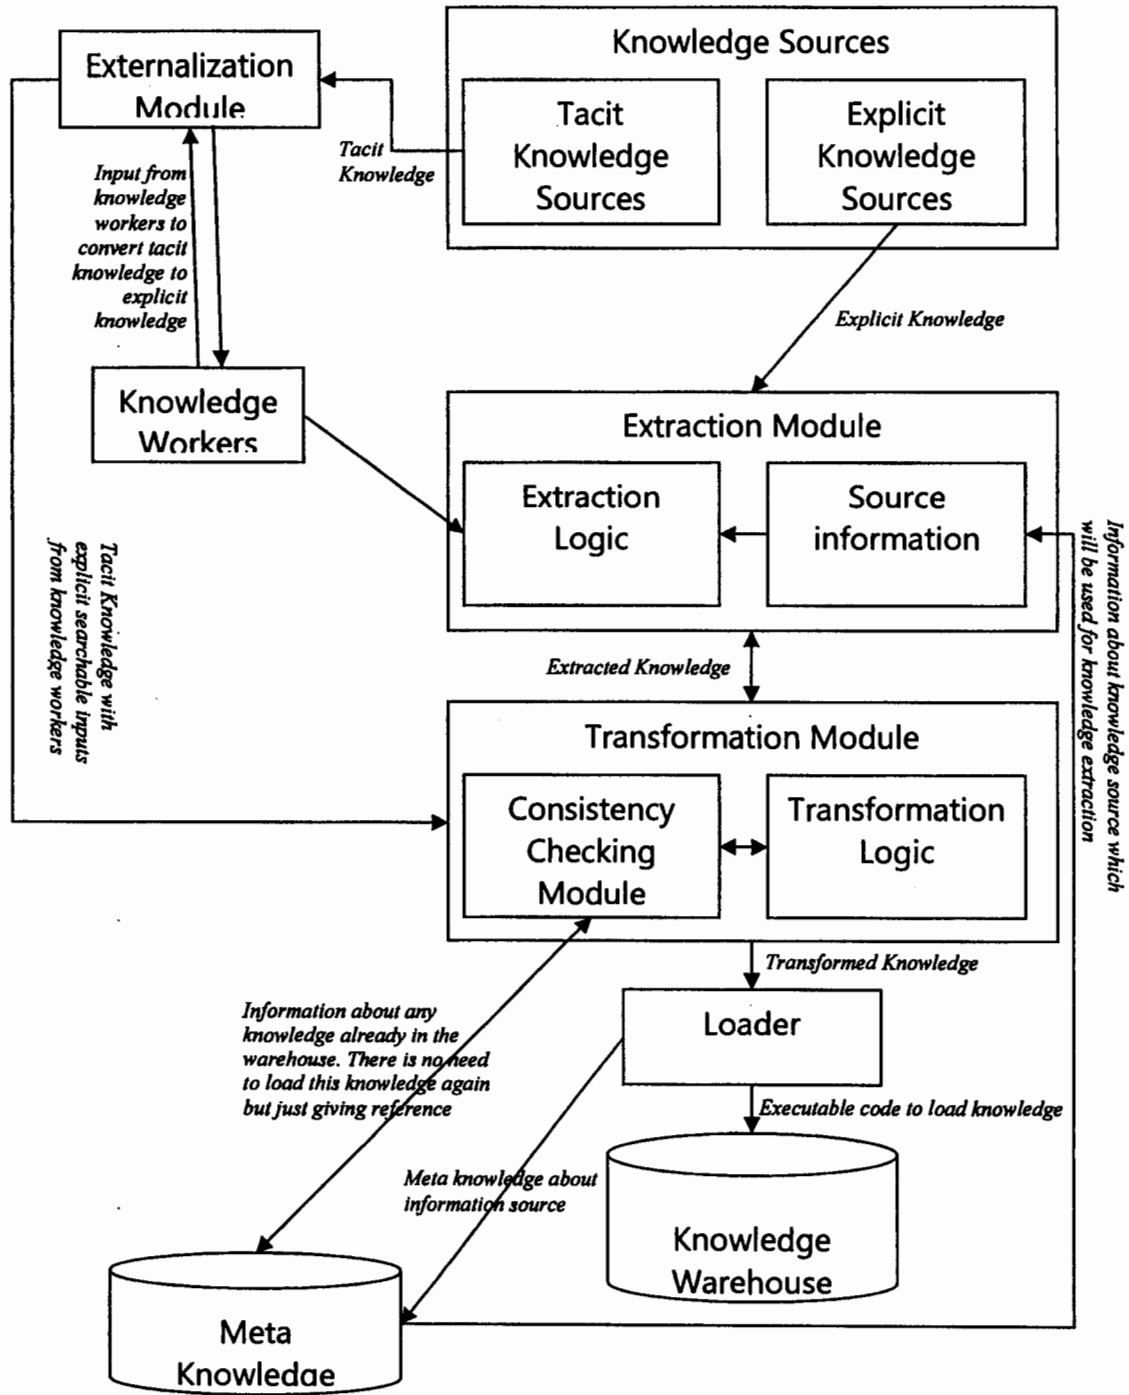 Knowledge Sources
Externalization
Module
Tacit
Knowledge
Sources
Explicit
Knowledge
Sources
Tacit
Knowledge
Input from
knowledge
workers to
convert tacit
knowledge to
explicit
knowledge
Explicit Knowledge
Knowledge
Workers
Extraction Module
Extraction
Logic
Source
information
Information about knowledge source which
will be used for knowledge extraction
Tacit Knowledge with
explicit searchable inputs
from knowledge workers
Extracted Knowledge
Transformation Module
Consistency
Checking
Module
Transformation
Logic
Transformed Knowledge
Information about any
knowledge already in the
warehouse. There is no need
to load this knowledge again
but just giving reference
Loader
Executable code to load knowledge
Meta knowledge about
information source
Knowledge
Warehouse
Meta
Knowledge